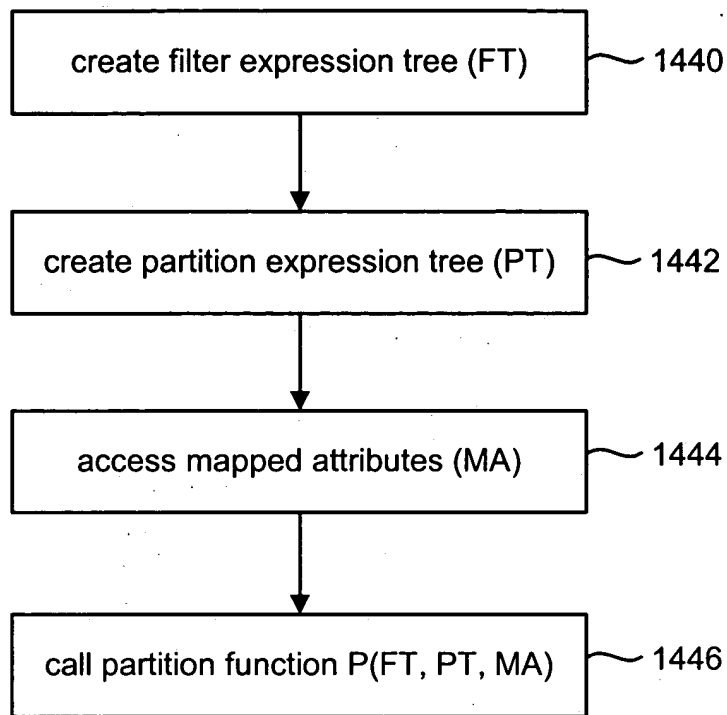 create filter expression tree (FT) 1440
create partition expression tree (PT) 1442
access mapped attributes (MA) 1444
call partition function P(FT, PT, MA) 1446